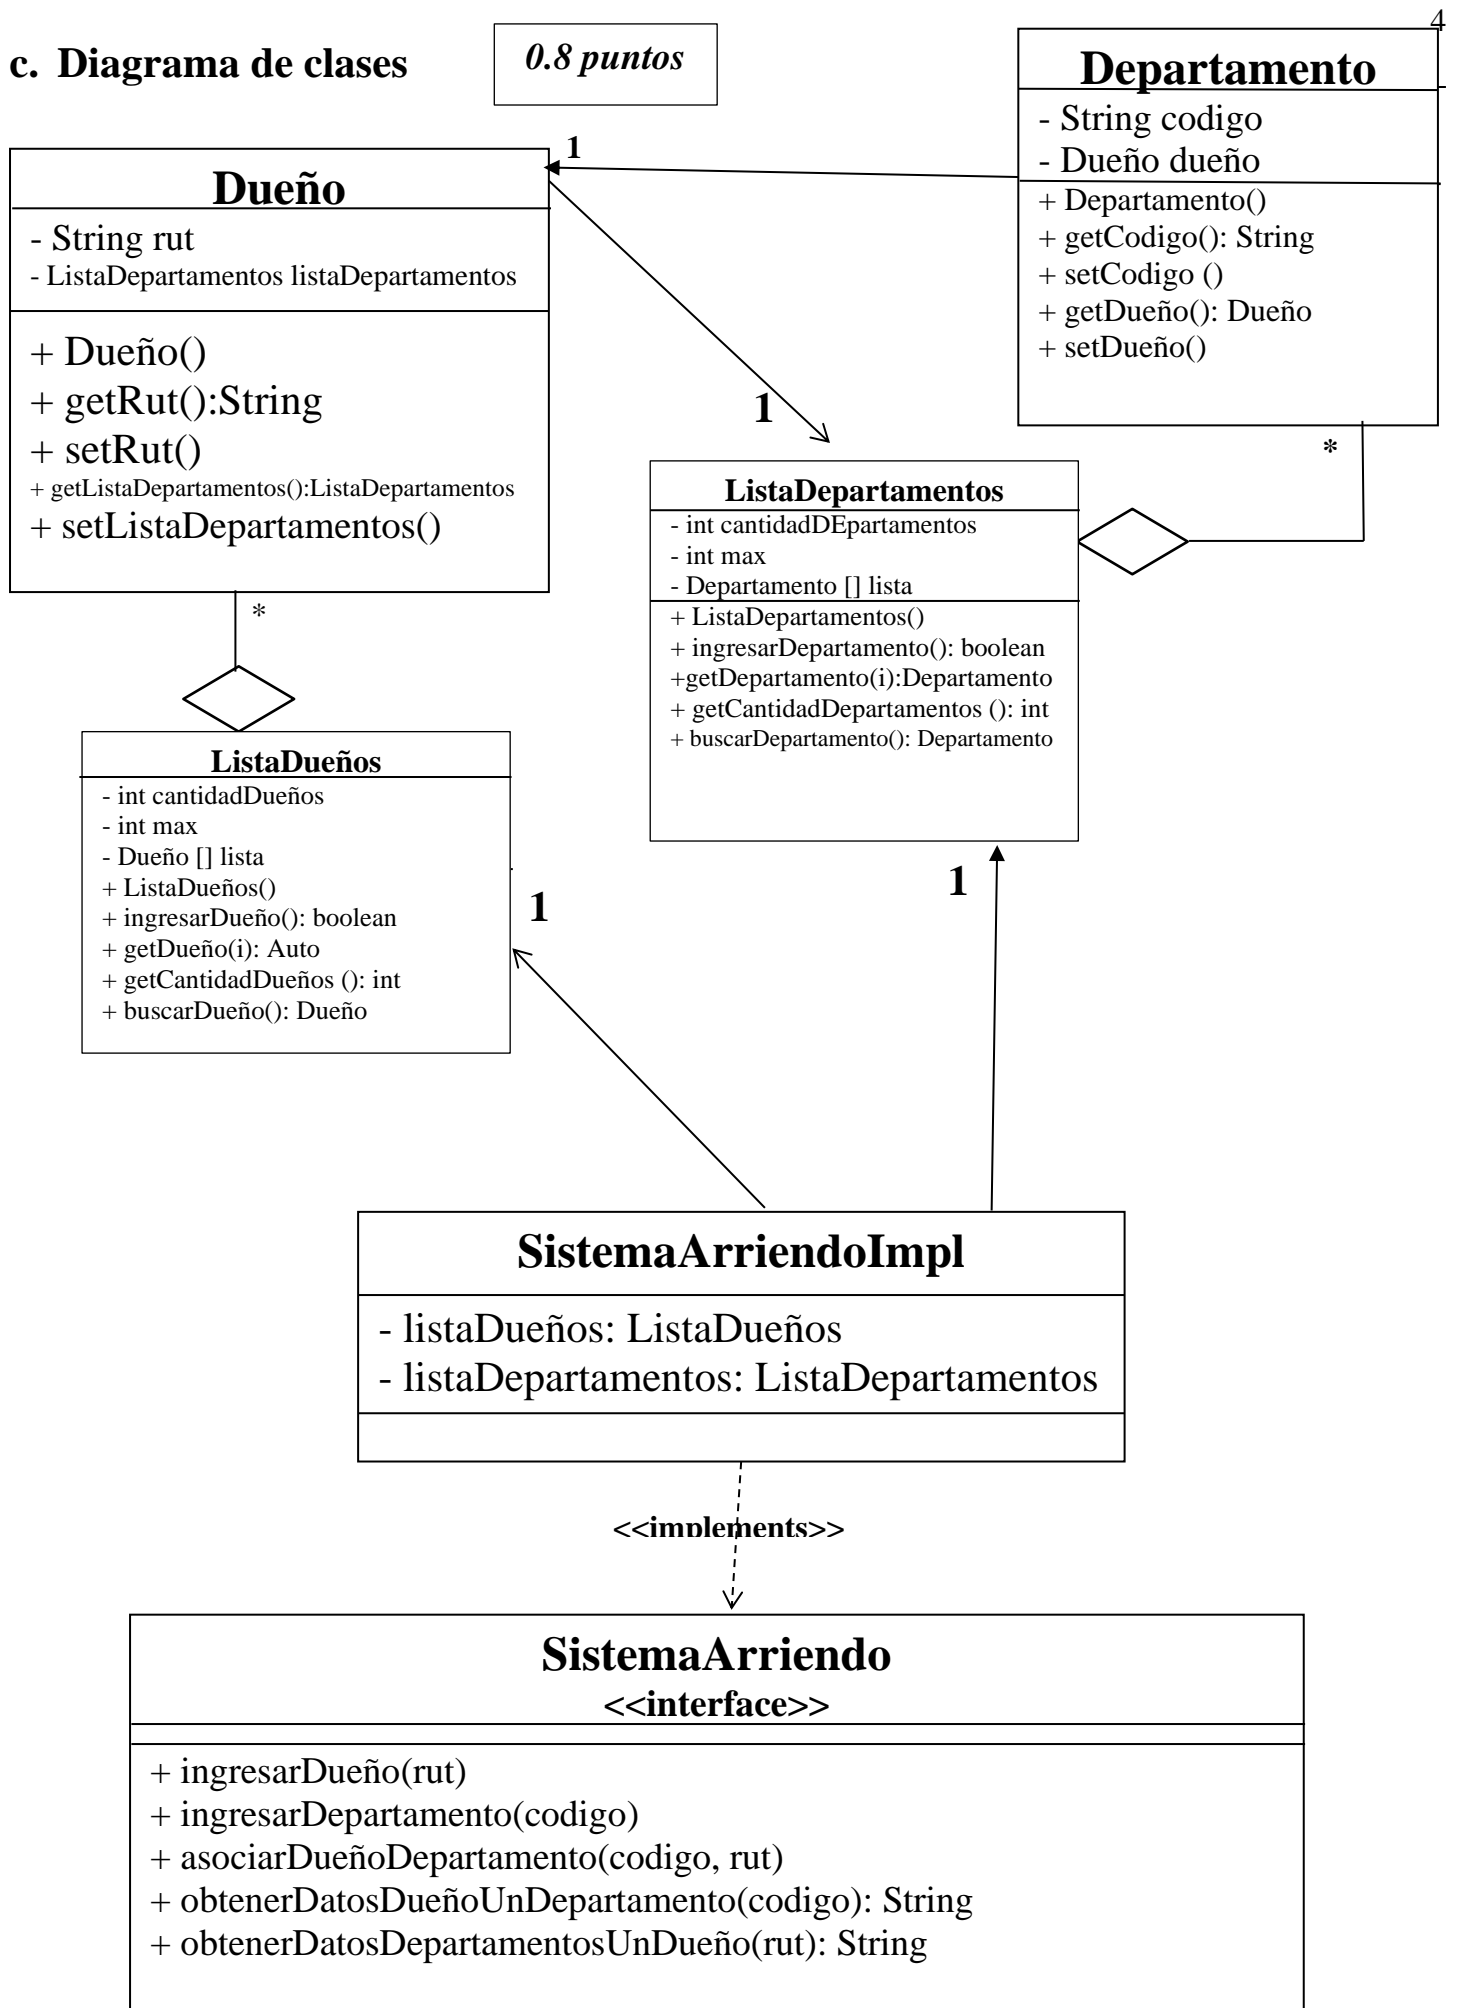 4
c. Diagrama de clases
0.8 puntos
Departamento
- String codigo
- Dueño dueño
+ Departamento()
+ getCodigo(): String
+ setCodigo ()
+ getDueño(): Dueño
+ setDueño()
1
Dueño
- String rut
- ListaDepartamentos listaDepartamentos
+ Dueño()
+ getRut():String
+ setRut()
+ getListaDepartamentos():ListaDepartamentos
+ setListaDepartamentos()
1
*
*
ListaDepartamentos
- int cantidadDEpartamentos
- int max
- Departamento [] lista
+ ListaDepartamentos()
+ ingresarDepartamento(): boolean
+getDepartamento(i):Departamento
+ getCantidadDepartamentos (): int
+ buscarDepartamento(): Departamento
ListaDueños
- int cantidadDueños
- int max
- Dueño [] lista
+ ListaDueños()
+ ingresarDueño(): boolean
+ getDueño(i): Auto
+ getCantidadDueños (): int
+ buscarDueño(): Dueño
1
1
SistemaArriendoImpl
- listaDueños: ListaDueños
- listaDepartamentos: ListaDepartamentos
<<implements>>
SistemaArriendo
<<interface>>
+ ingresarDueño(rut)
+ ingresarDepartamento(codigo)
+ asociarDueñoDepartamento(codigo, rut)
+ obtenerDatosDueñoUnDepartamento(codigo): String
+ obtenerDatosDepartamentosUnDueño(rut): String